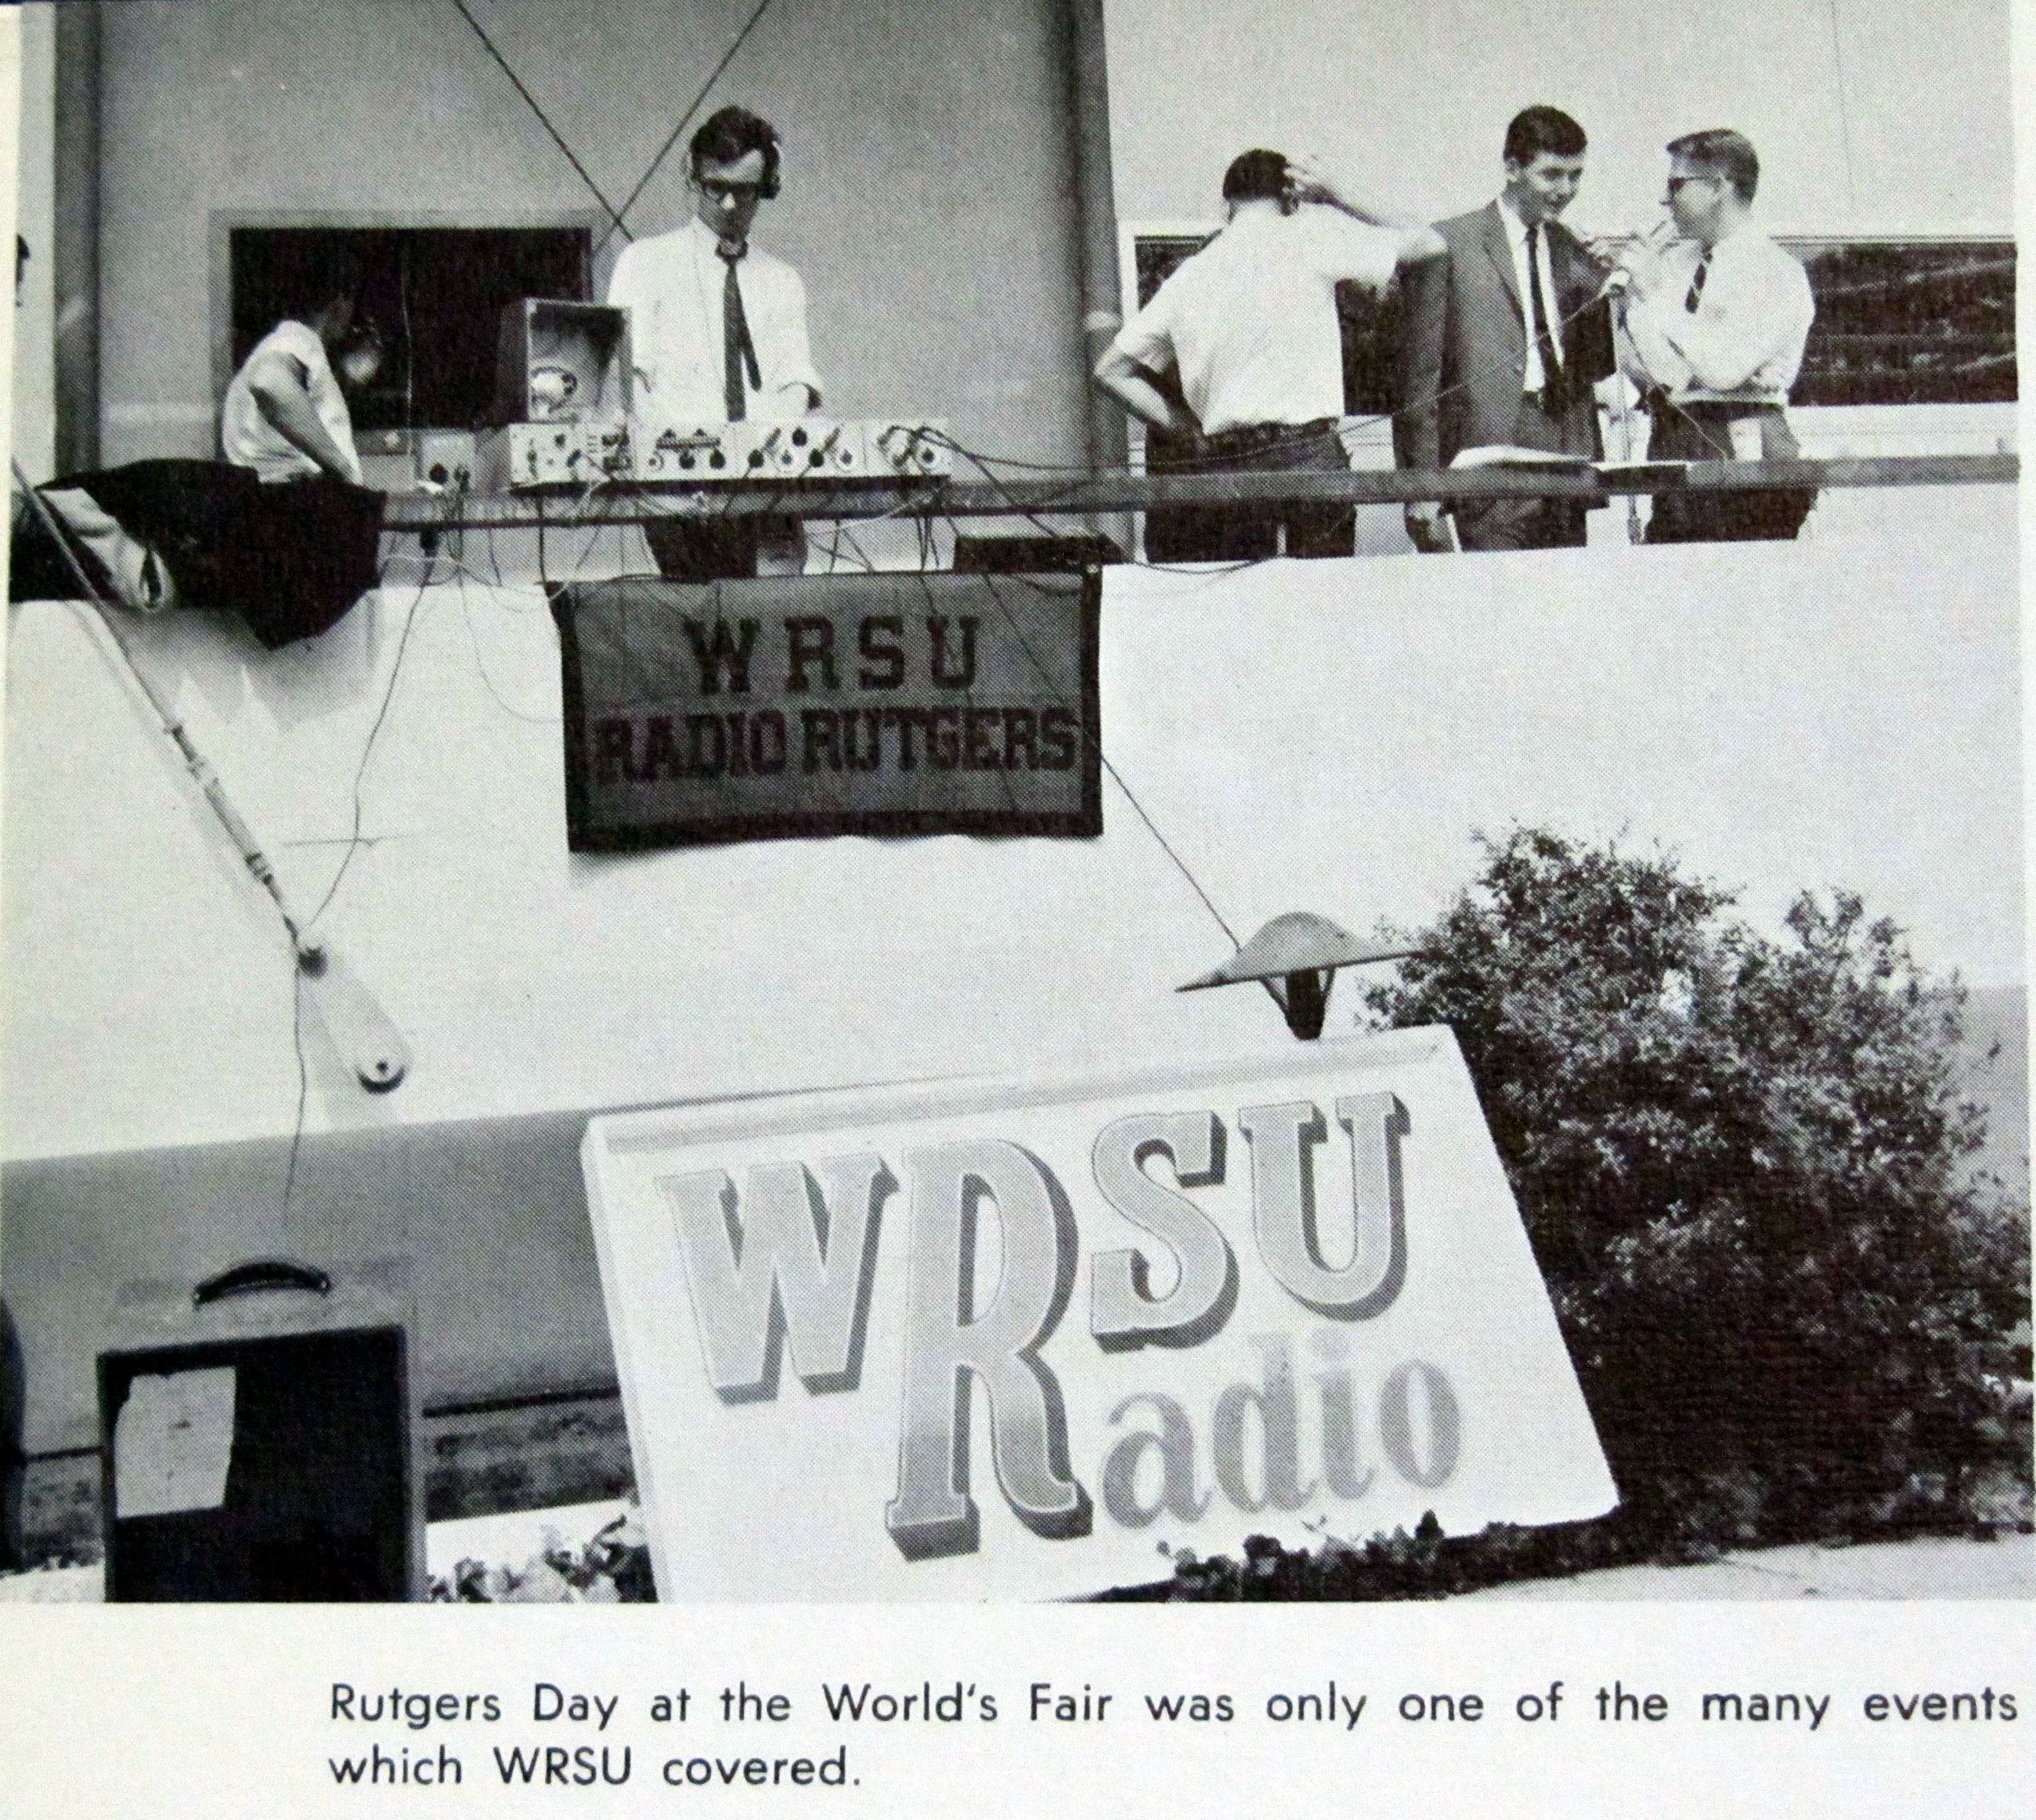 WRSU
RADIO RUTGERS
WRSU
Radio
Rutgers Day at the World's Fair was only one of the many events
which WRSU covered.